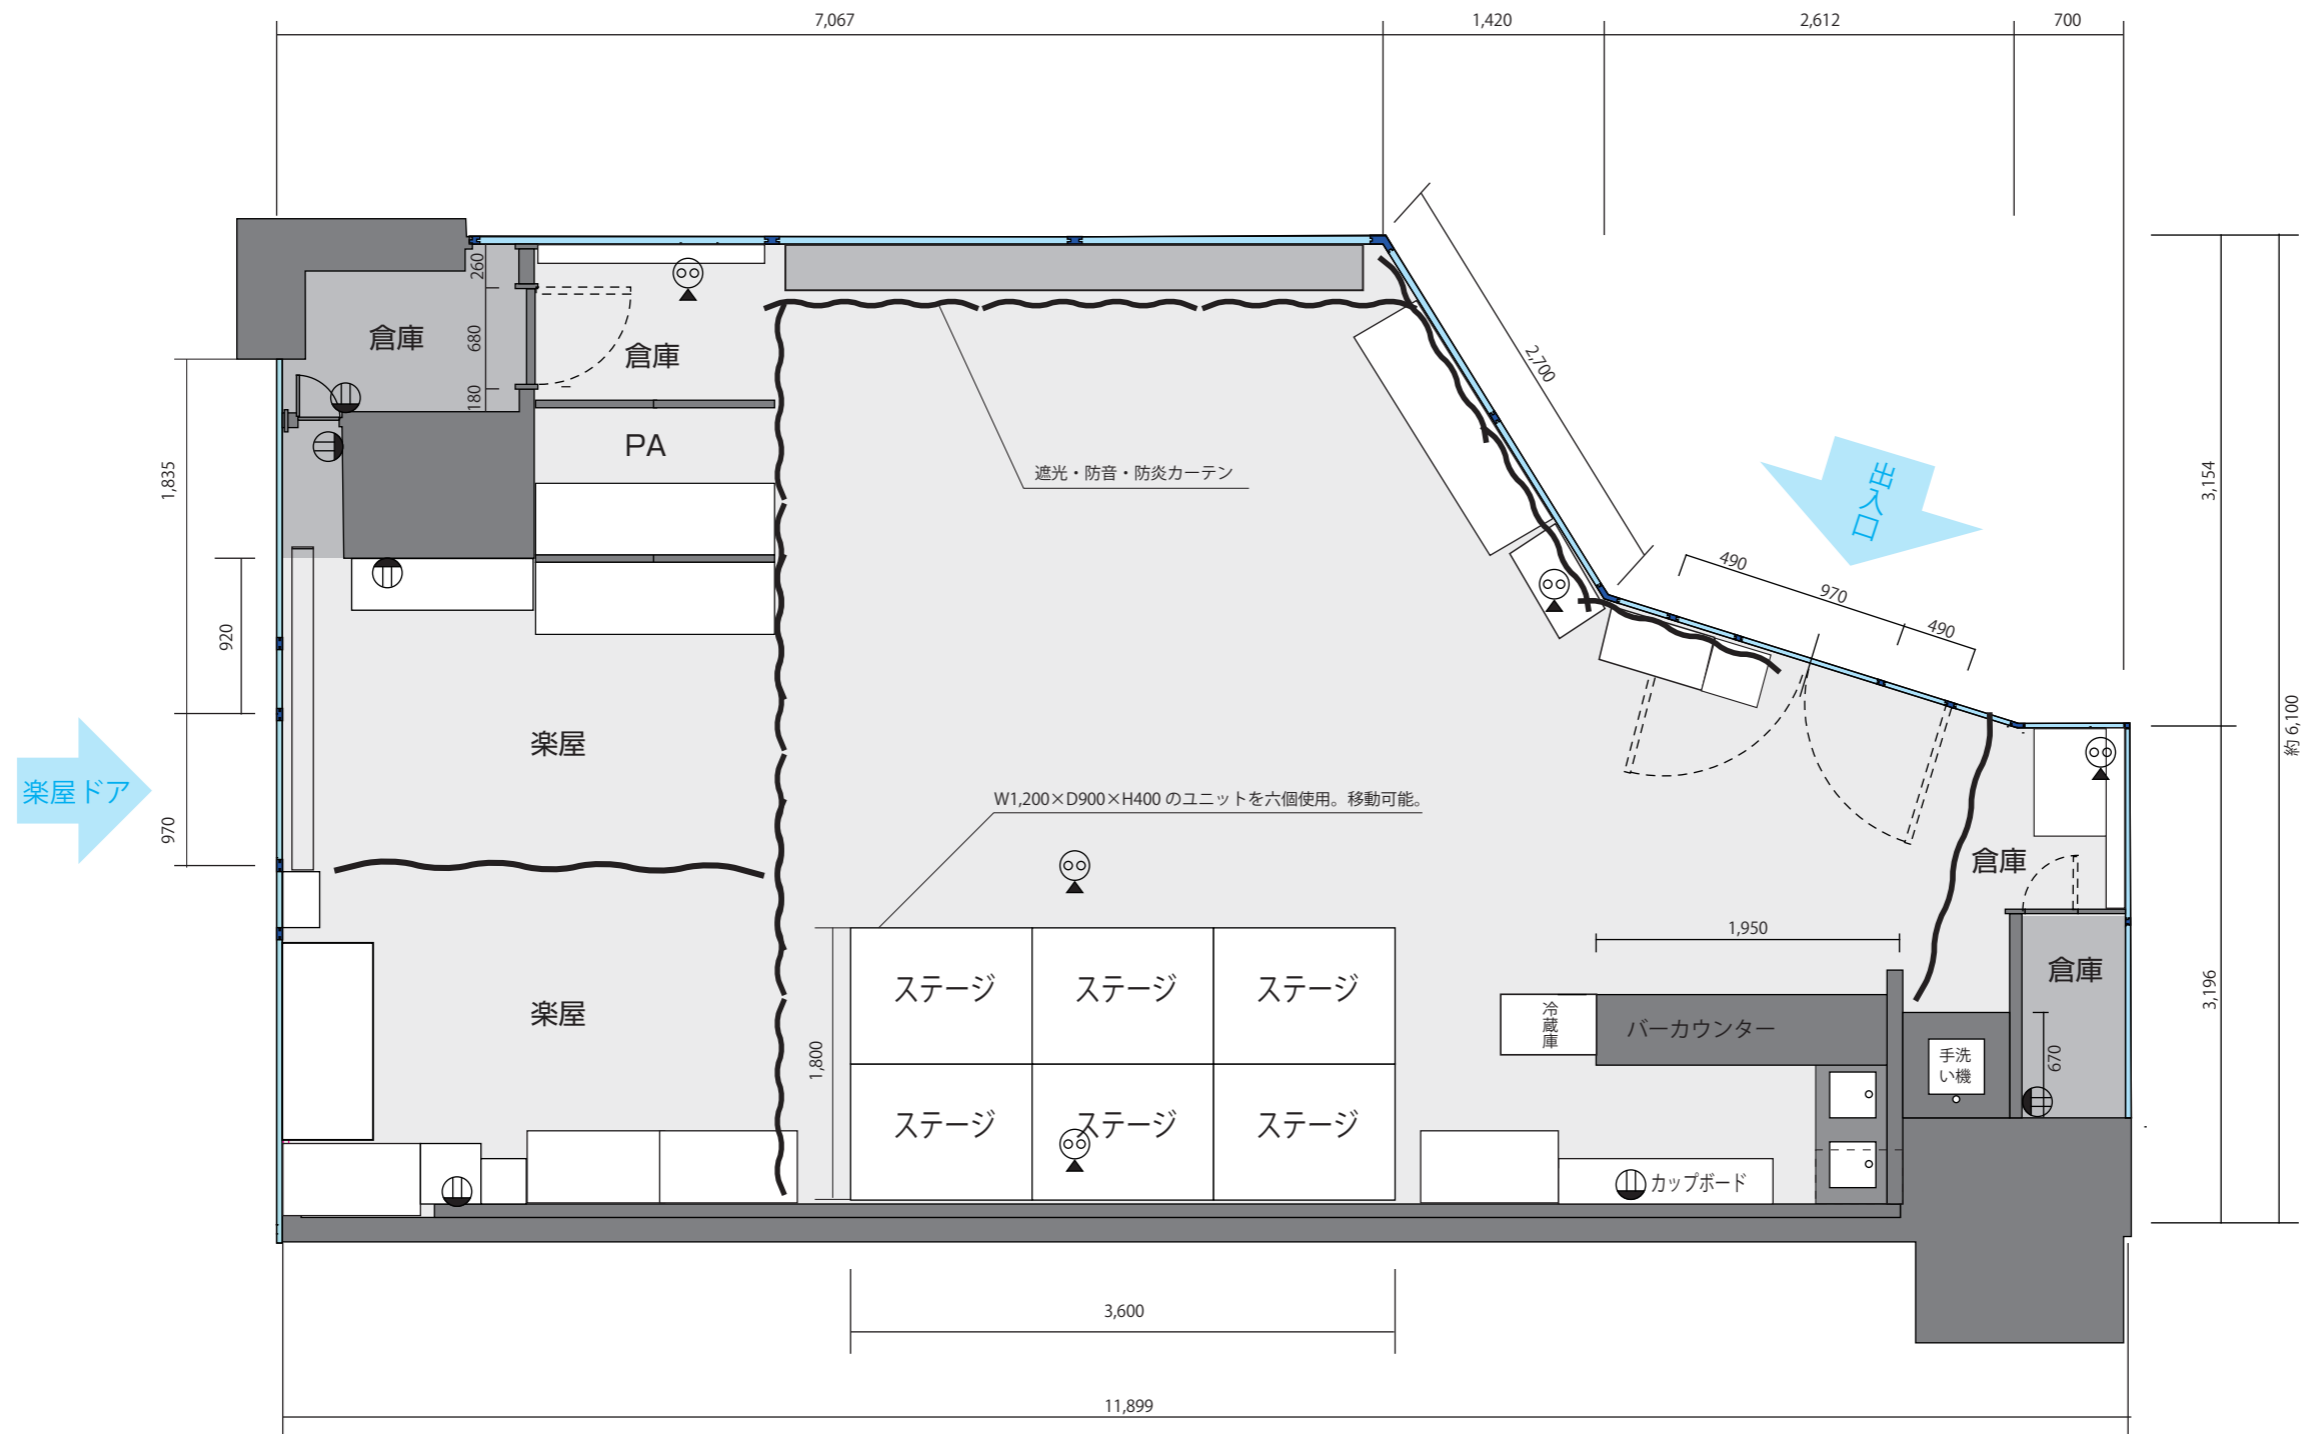 7,067
1,420
2,612
700
260
680
180
倉庫
倉庫
PA
2,700
遮光・防音・防炎カーテン
出入口
490
970
490
3,154
約 6,100
3,196
1,835
920
970
楽屋ドア
楽屋
楽屋
W1,200×D900×H400 のユニットを六個使用。移動可能。
倉庫
倉庫
1,950
1,800
ステージ
ステージ
ステージ
ステージ
ステージ
ステージ
冷蔵庫
バーカウンター
手洗
い機
670
カップボード
3,600
11,899